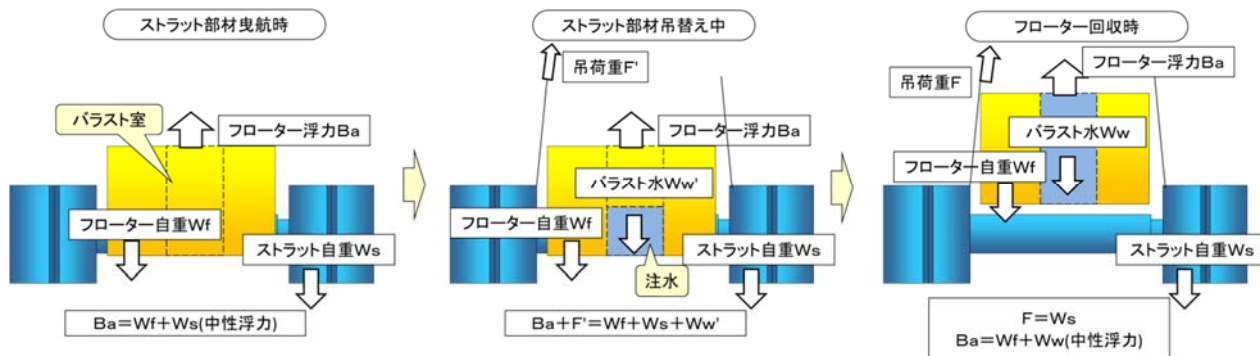 ストラット部材曳航時
バラスト室
フローター浮力Ba
フローター自重Wf
ストラット自重Ws
Ba＝Wf＋Ws(中性浮力)
ストラット部材吊替え中
吊荷重F'
フローター浮力Ba
バラスト水Ww'
フローター自重Wf
ストラット自重Ws
注水
Ba＋F'＝Wf＋Ws＋Ww'
フローター回収時
吊荷重F
フローター浮力Ba
バラスト水Ww
フローター自重Wf
ストラット自重Ws
F＝Ws
Ba＝Wf＋Ww(中性浮力)